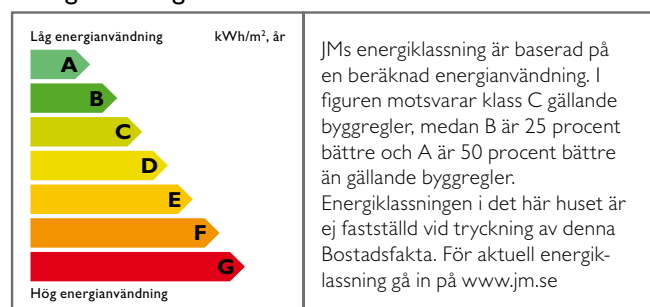 Låg energianvändning kWh/m², år
A
B
C
D
E
F
G
Hög energianvändning
JMs energiklassning är baserad på
en beräknad energianvändning. I
figuren motsvarar klass C gällande
byggregler, medan B är 25 procent
bättre och A är 50 procent bättre
än gällande byggregler.
Energiklassningen i det här huset är
ej fastställd vid tryckning av denna
Bostadsfakta. För aktuell energik-
lassning gå in på www.jm.se